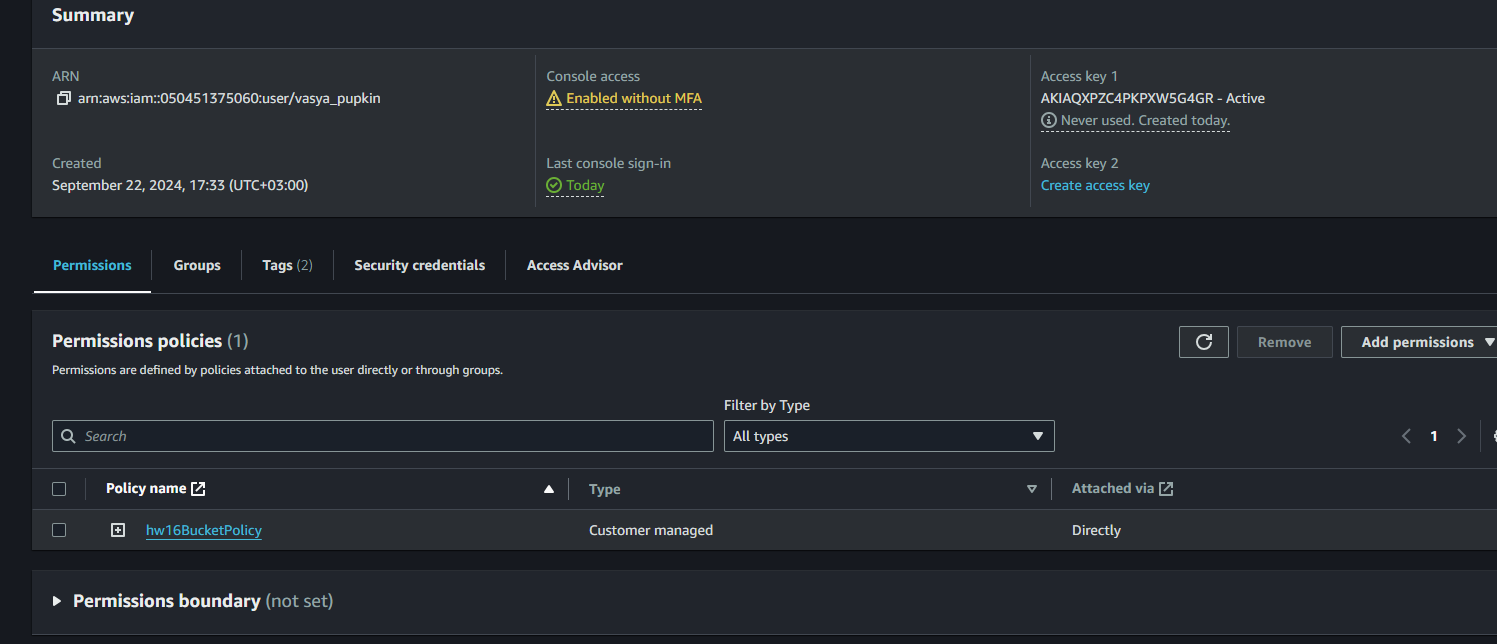 Summary
ARN
arn:aws:iam::050451375060:user/vasya_pupkin
Console access
Enabled without MFA
Access key 1
AKIAQXPZC4PKPXW5G4GR - Active
Never used. Created today.
Created
September 22, 2024, 17:33 (UTC+03:00)
Last console sign-in
Today
Access key 2
Create access key
Permissions
Groups
Tags (2)
Security credentials
Access Advisor
Permissions policies (1)
Remove
Add permissions
Permissions are defined by policies attached to the user directly or through groups.
Filter by Type
Search
All types
1
Policy name
Type
Attached via
hw16BucketPolicy
Customer managed
Directly
Permissions boundary (not set)